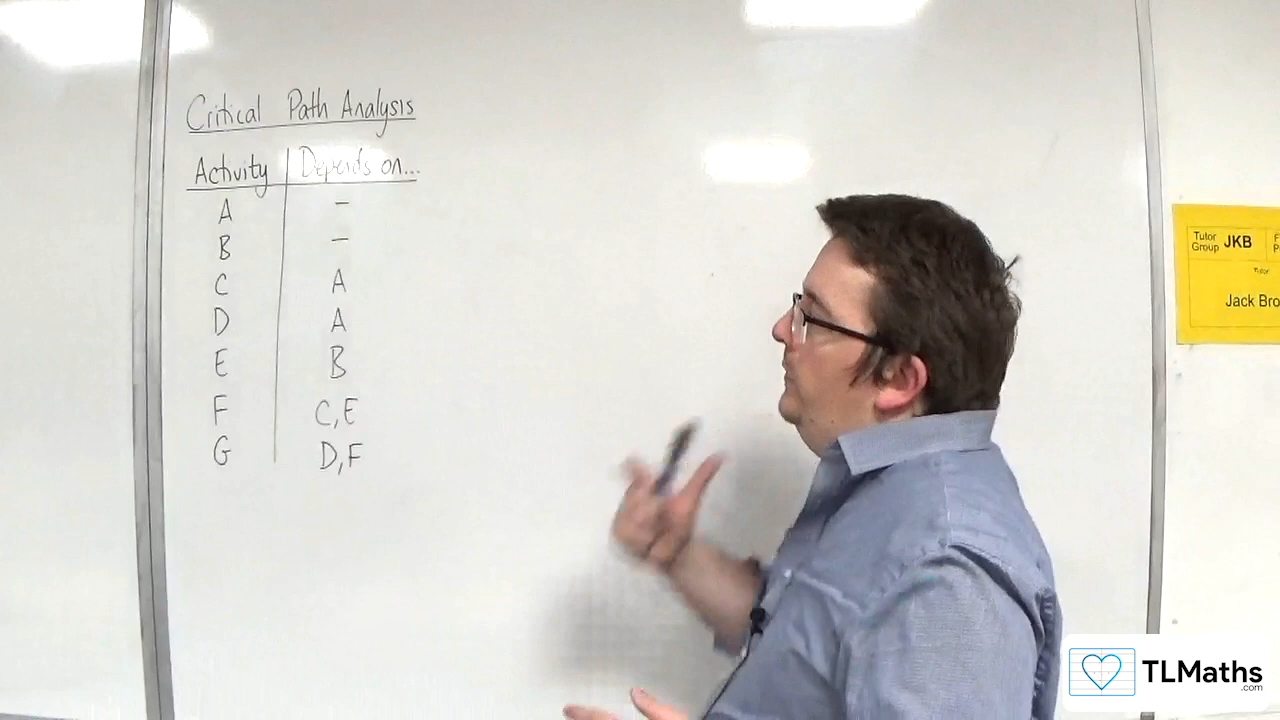 Critical Path Analysis
Activity Depends on...
A –
B –
C A
D A
E B
F C,E
G D,F
Tutor Group JKB
Tutor
Jack Bro
TLMaths
.com